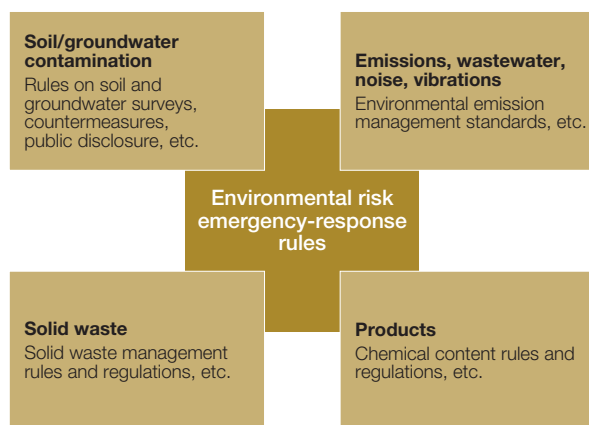 Soil/groundwater
contamination
Rules on soil and
groundwater surveys,
countermeasures,
public disclosure, etc.
Emissions, wastewater,
noise, vibrations
Environmental emission
management standards, etc.
Environmental risk
emergency-response
rules
Solid waste
Solid waste management
rules and regulations, etc.
Products
Chemical content rules and
regulations, etc.